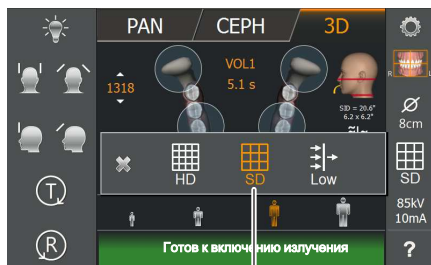 PAN
CEPH
3D
1318
VOL1
5.1 s
R
L
SID = 20.6"
6.2 x 6.2"
8cm
HD
SD
Low
SD
85kV
10mA
T
R
Готов к включению излучения
?